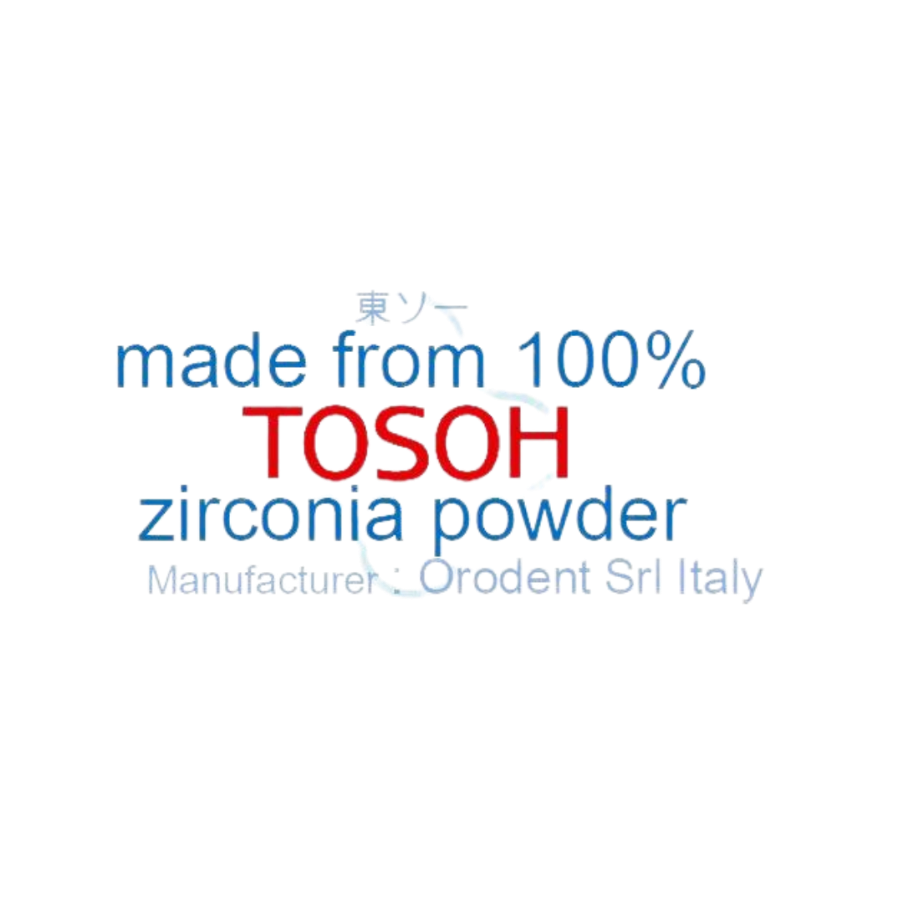 東ソー
made from 100%
TOSOH
zirconia powder
Manufacturer : Orodent Srl Italy